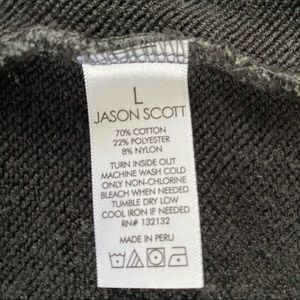 L
JASON SCOTT
70% COTTON
22% POLYESTER
8% NYLON
TURN INSIDE OUT
MACHINE WASH COLD
ONLY NON-CHLORINE
BLEACH WHEN NEEDED
TUMBLE DRY LOW
COOL IRON IF NEEDED
RN# 132132
MADE IN PERU